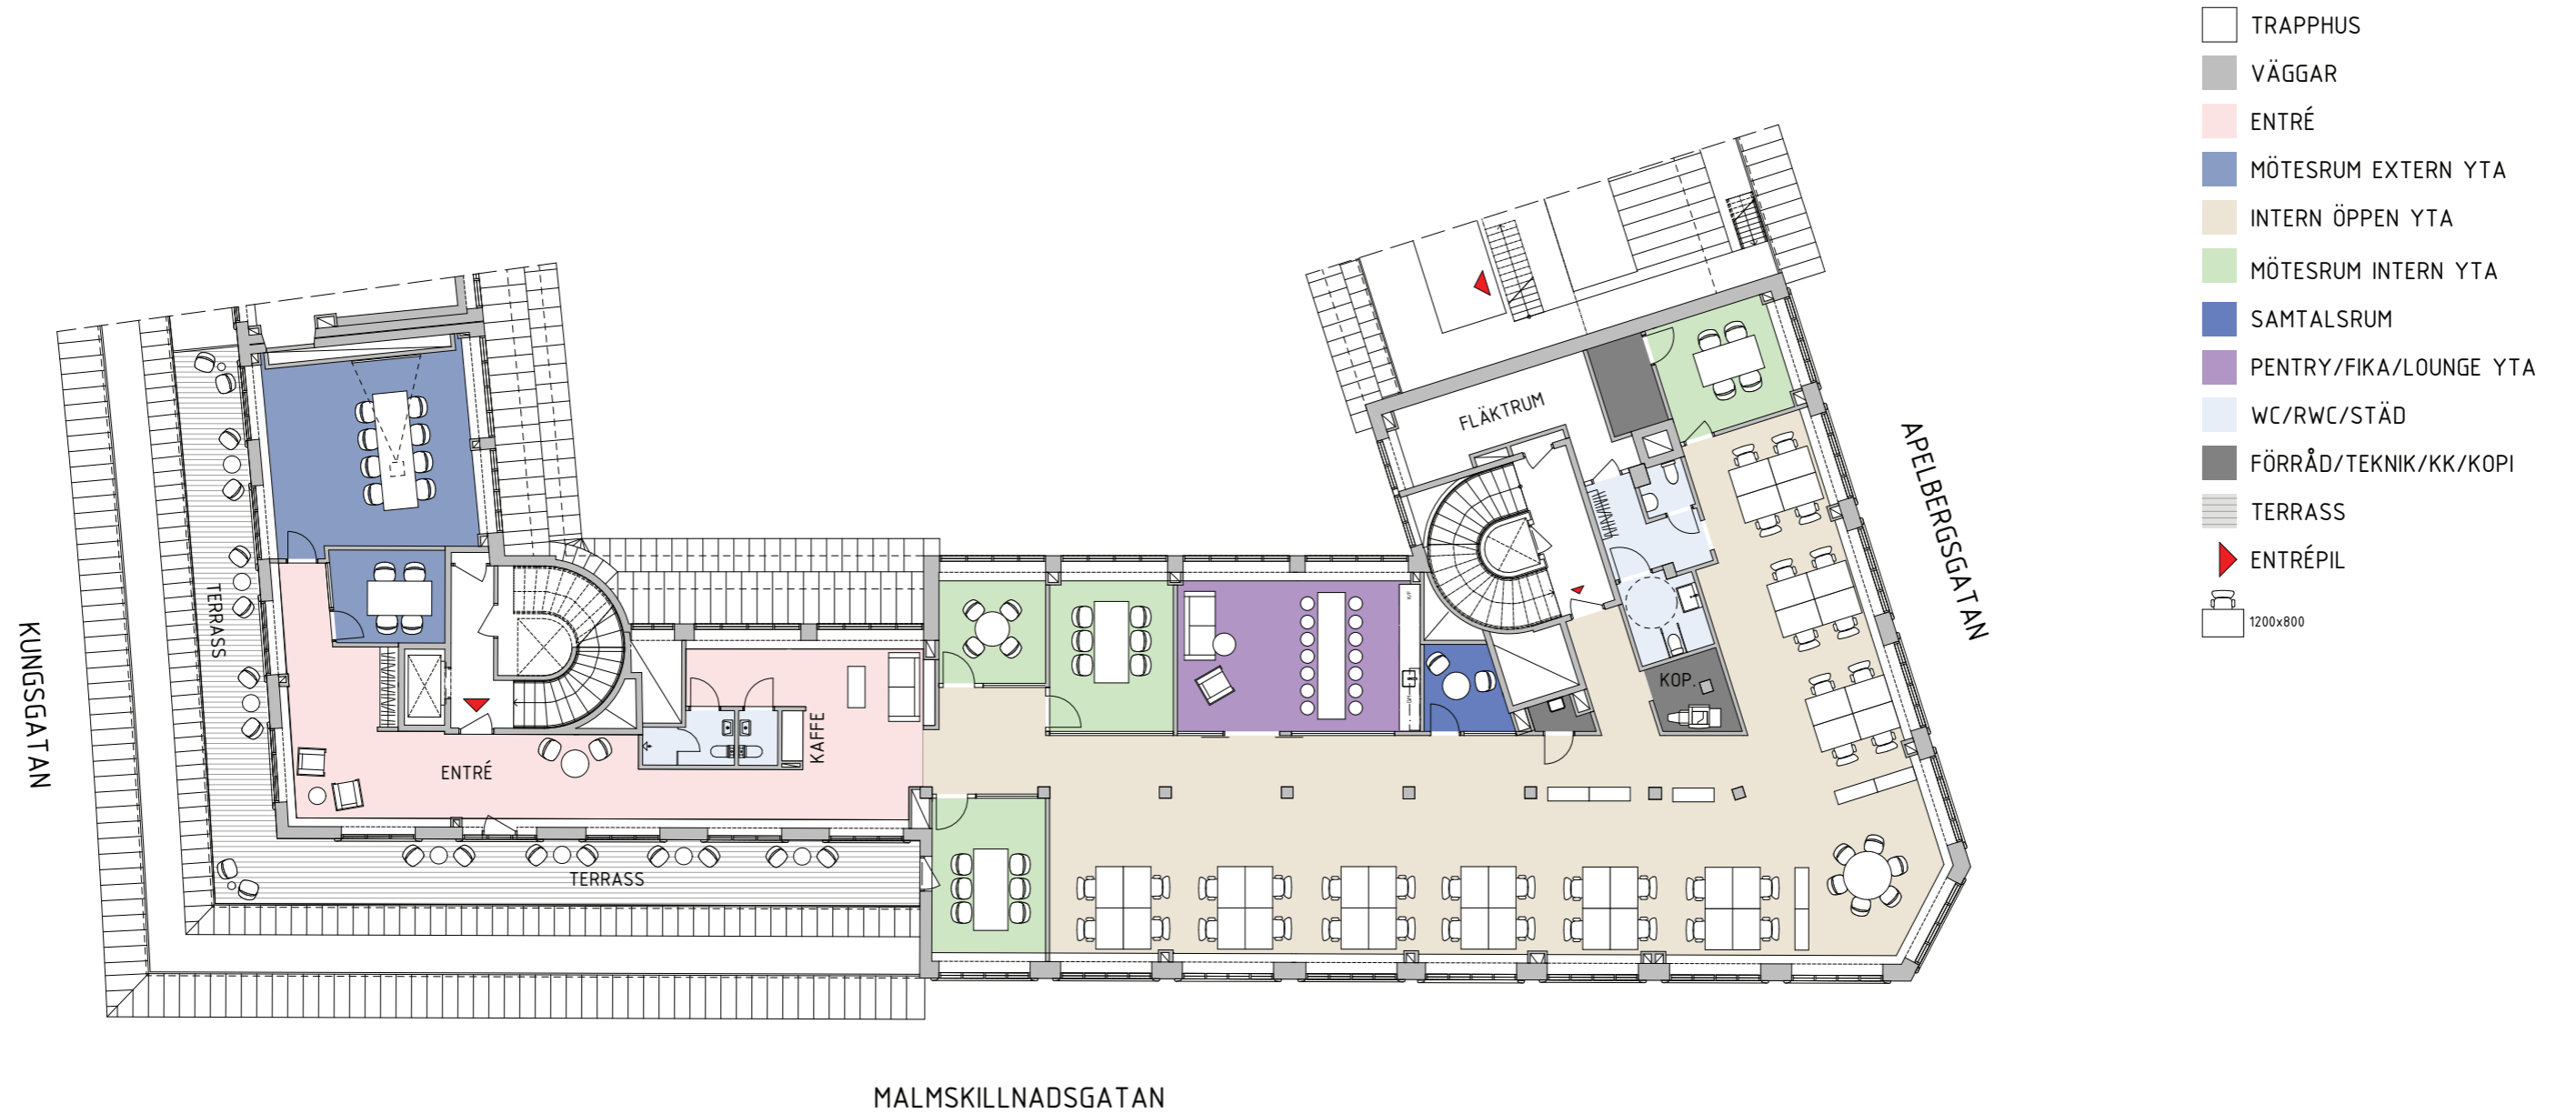 TRAPPHUS
VÄGGAR
ENTRÉ
MÖTESRUM EXTERN YTA
INTERN ÖPPEN YTA
MÖTESRUM INTERN YTA
SAMTALSRUM
PENTRY/FIKA/LOUNGE YTA
WC/RWC/STÄD
FÖRRÅD/TEKNIK/KK/KOPI
TERRASS
ENTRÉPIL
1200x800
FLÄKTRUM
APELBERGSGATAN
KUNGSGATAN
TERRASS
KOP.
KAFFE
ENTRÉ
TERRASS
MALMSKILLNADSGATAN